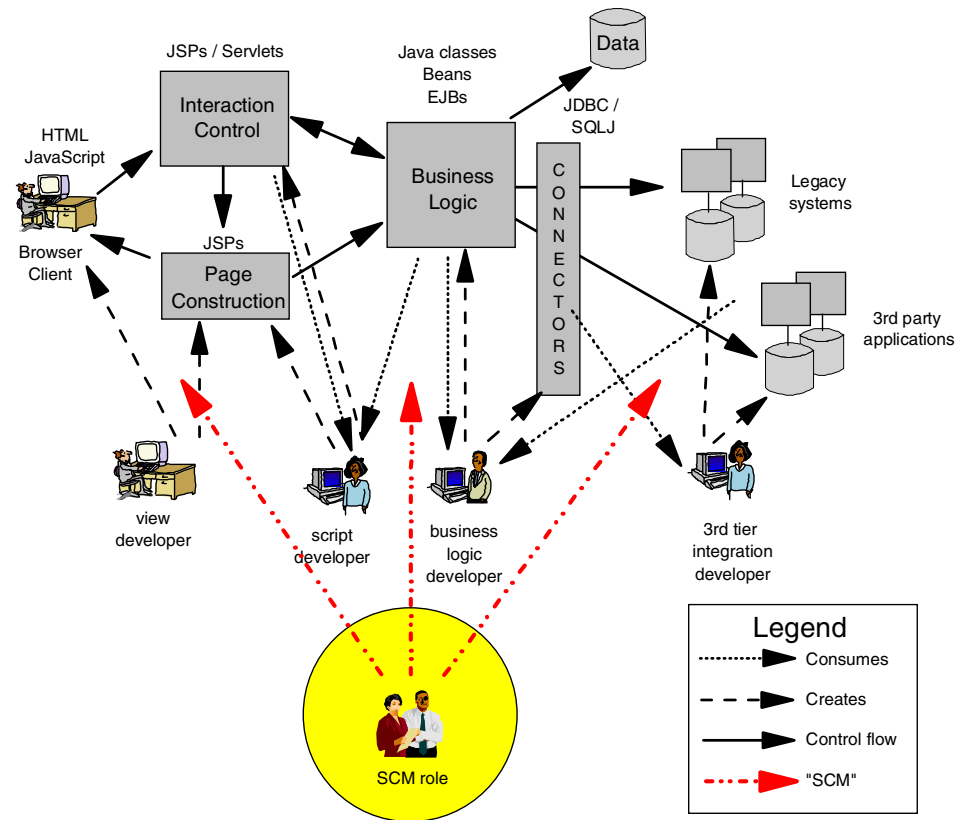 Data
JSPs / Servlets
Java classes
Beans
EJBs
Interaction
Control
JDBC /
SQLJ
HTML
JavaScript
Business
Logic
C
O
N
N
E
C
T
O
R
S
Legacy
systems
Browser
Client
JSPs
Page
Construction
3rd party
applications
view
developer
script
developer
business
logic
developer
3rd tier
integration
developer
SCM role
Legend
Consumes
Creates
Control flow
"SCM"